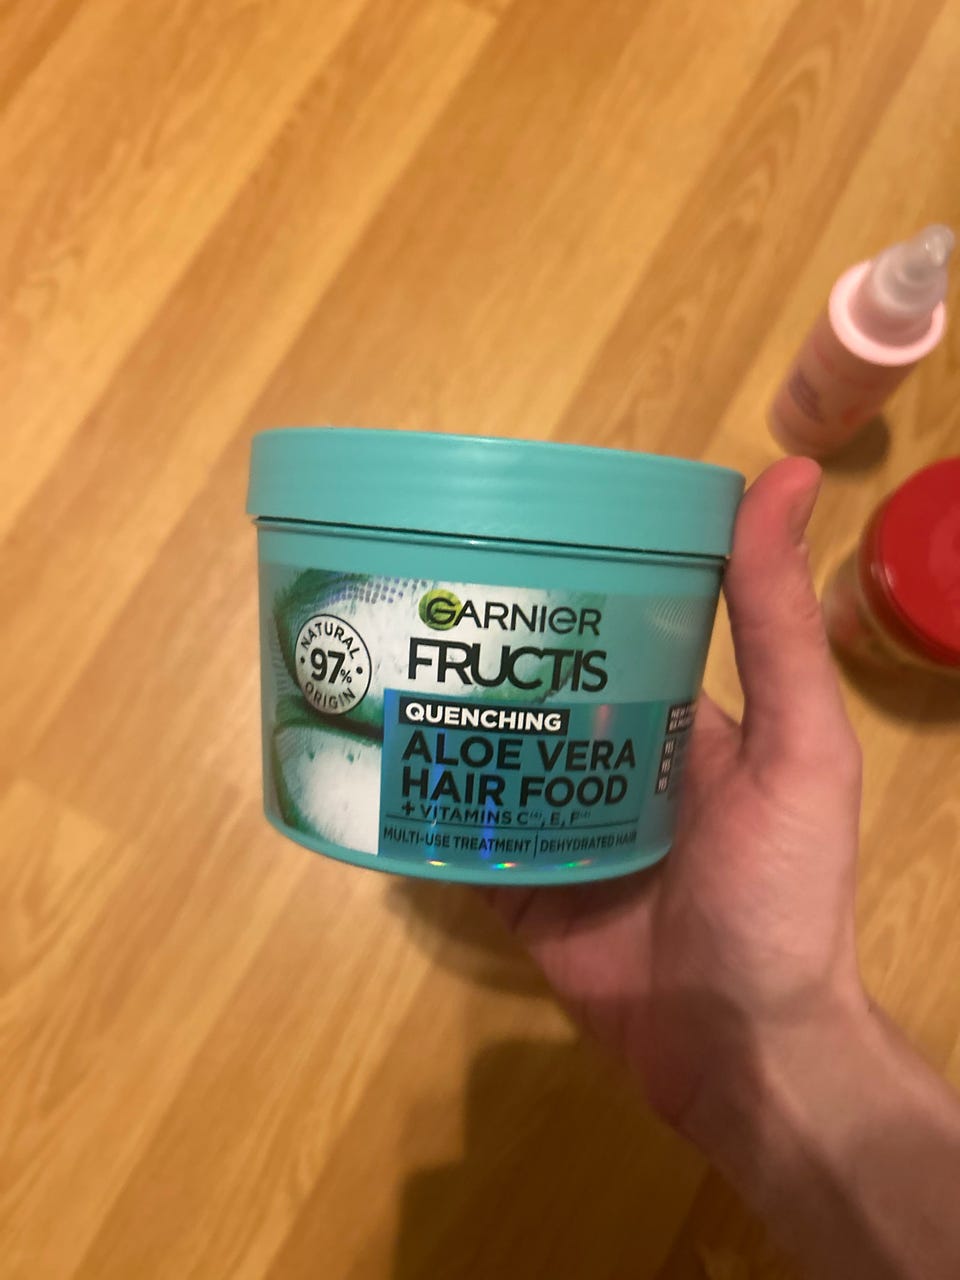 NATURAL
97%
ORIGIN
GARNIER
FRUCTIS
QUENCHING
ALOE VERA
HAIR FOOD
+ VITAMINS C, E, F
MULTI-USE TREATMENT | DEHYDRATED HAIR